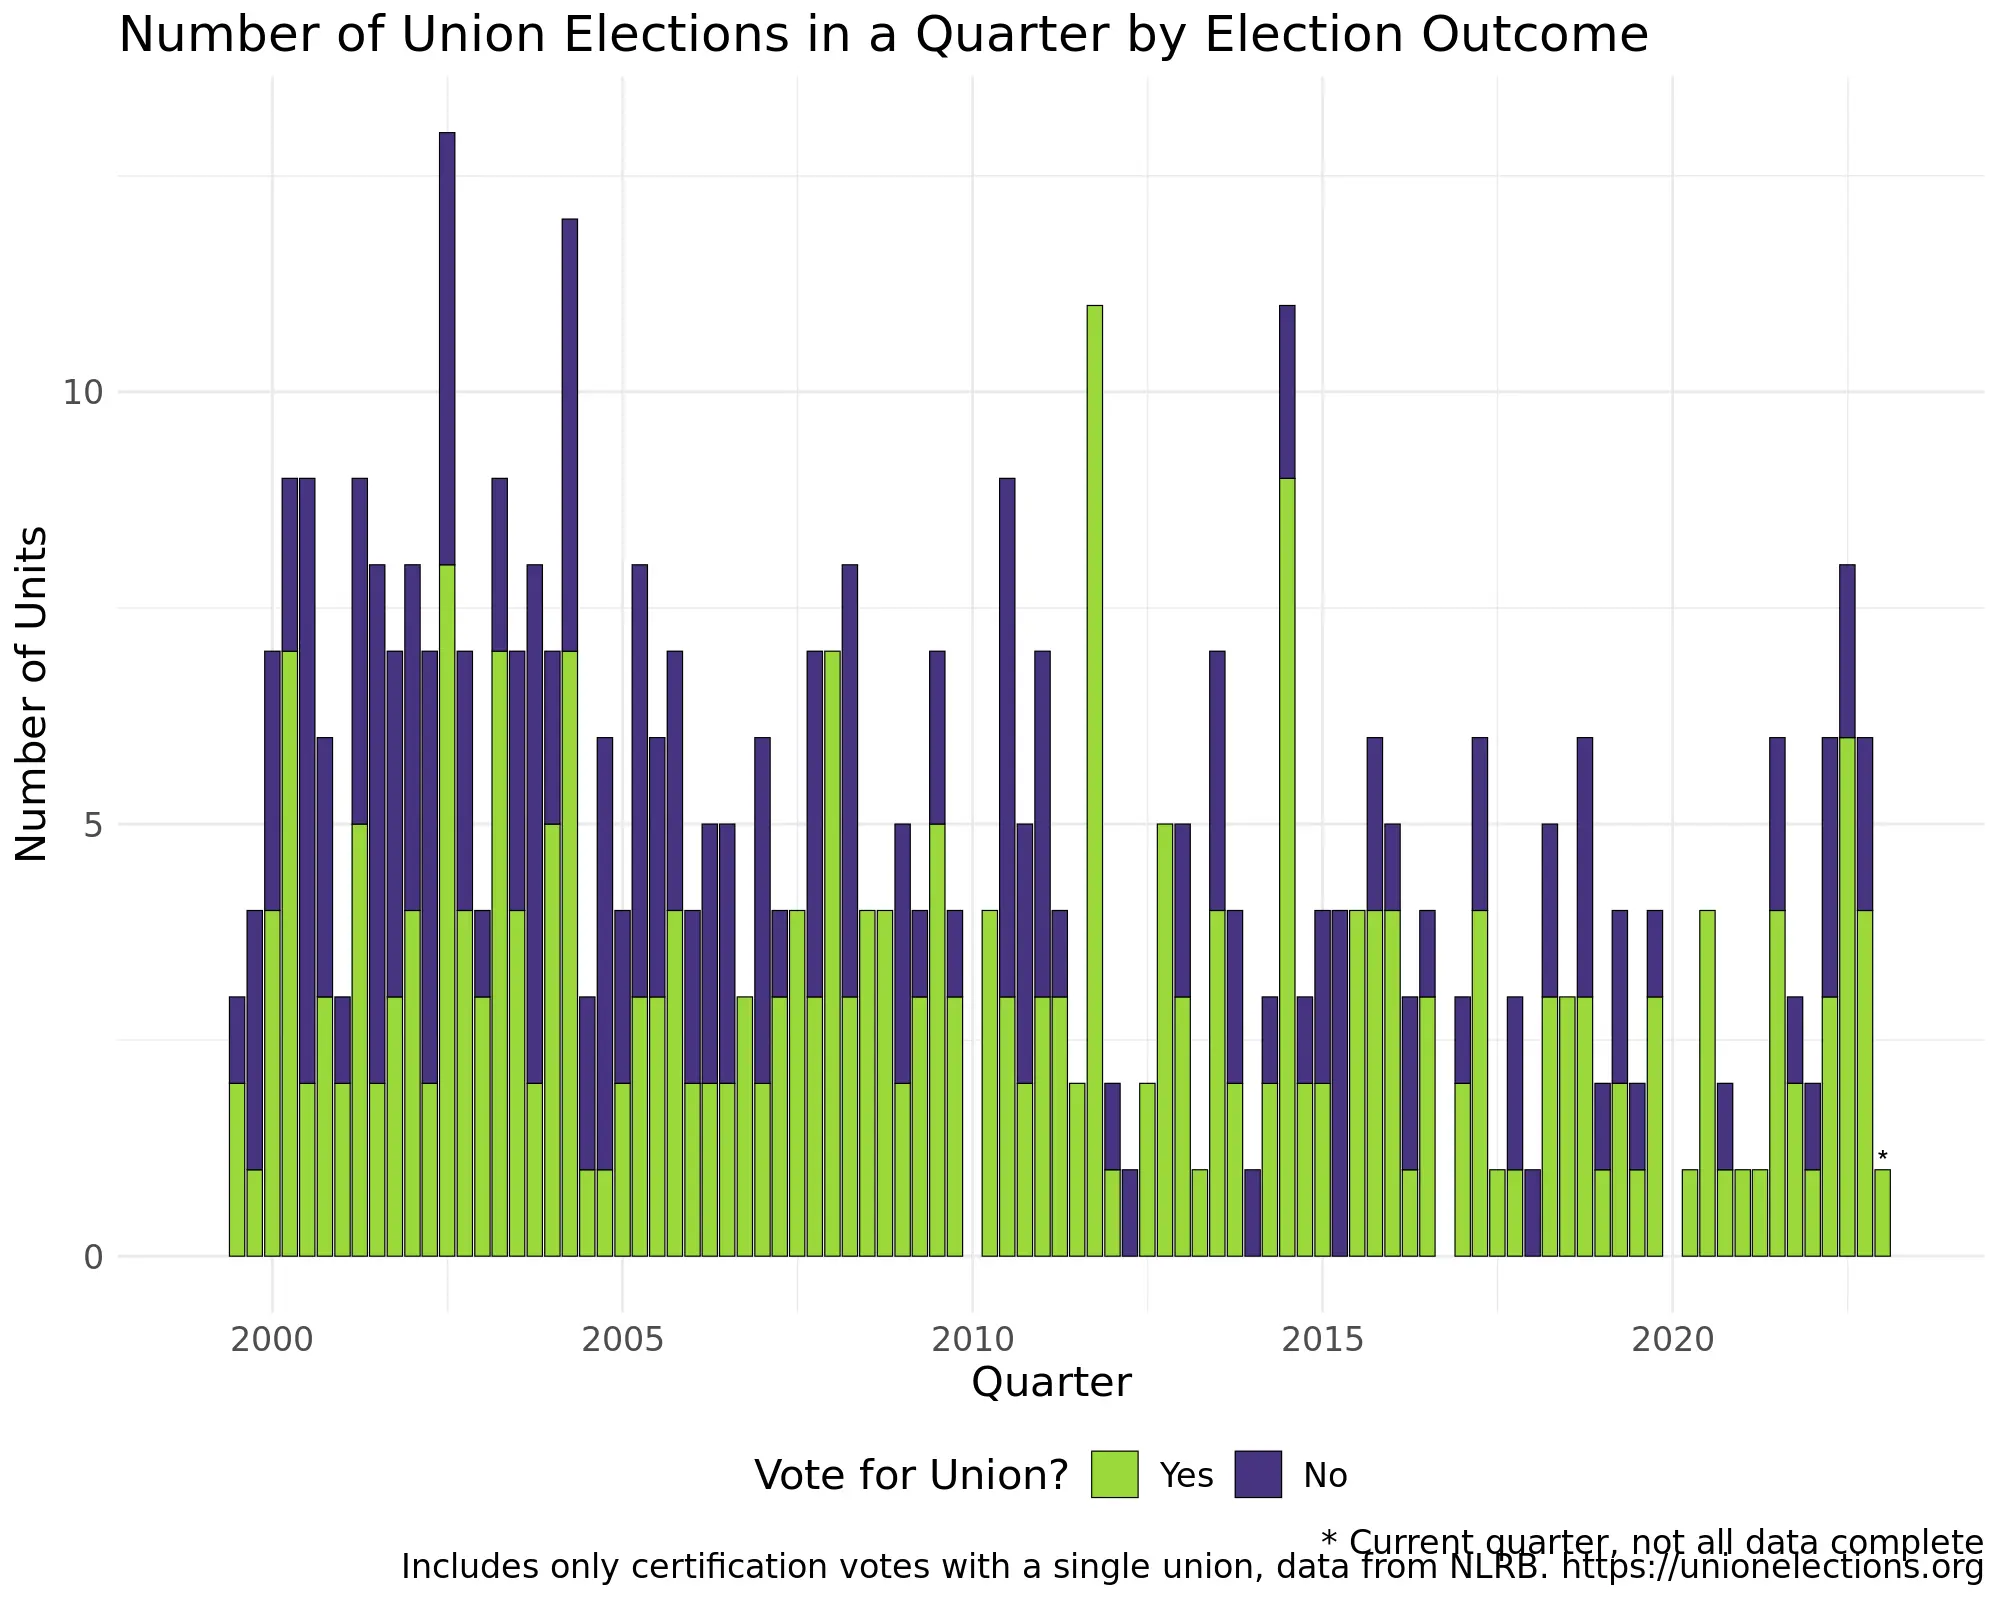 Number of Union Elections in a Quarter by Election Outcome
Number of Units
10
5
0
*
2000 2005 2010 2015 2020
Quarter
Vote for Union? Yes No
* Current quarter, not all data complete
Includes only certification votes with a single union, data from NLRB. https://unionelections.org